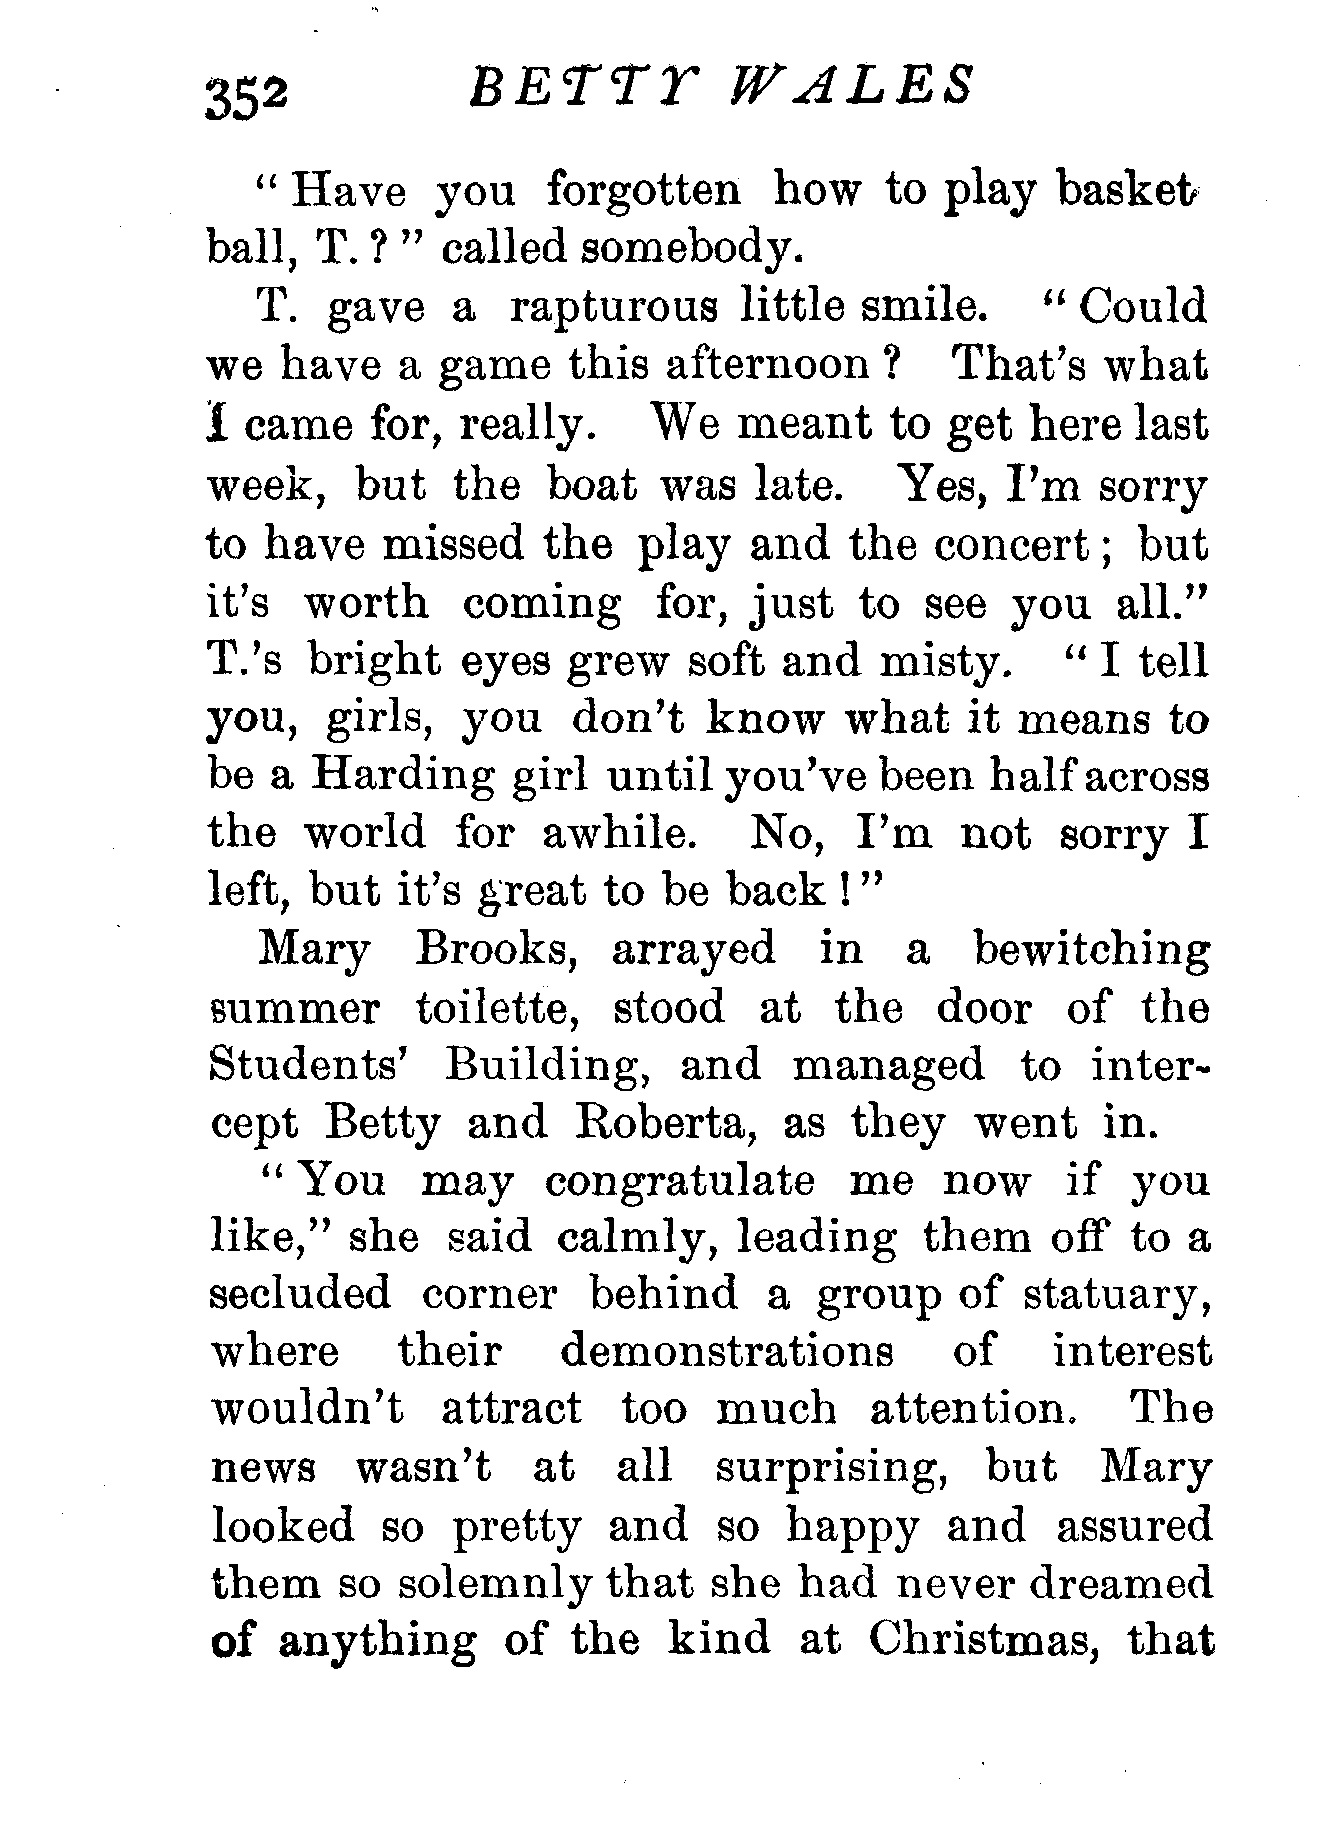 352 BETTY WALES
" Have you forgotten how to play basket-
ball, T. ? " called somebody.
T. gave a rapturous little smile. " Could
we have a game this afternoon ? That's what
I came for, really. We meant to get here last
week, but the boat was late. Yes, I'm sorry
to have missed the play and the concert ; but
it's worth coming for, just to see you all."
T.'s bright eyes grew soft and misty. " I tell
you, girls, you don't know what it means to
be a Harding girl until you've been half across
the world for awhile. No, I'm not sorry I
left, but it's great to be back ! "
Mary Brooks, arrayed in a bewitching
summer toilette, stood at the door of the
Students' Building, and managed to inter-
cept Betty and Roberta, as they went in.
" You may congratulate me now if you
like," she said calmly, leading them off to a
secluded corner behind a group of statuary,
where their demonstrations of interest
wouldn't attract too much attention. The
news wasn't at all surprising, but Mary
looked so pretty and so happy and assured
them so solemnly that she had never dreamed
of anything of the kind at Christmas, that